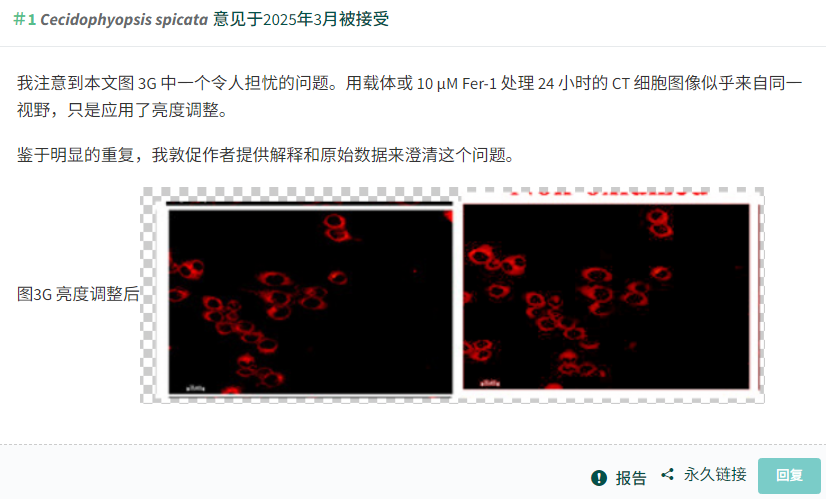 #1 Cecidophyopsis spicata 意见于2025年3月被接受
我注意到本文图 3G 中一个令人担忧的问题。用载体或 10 μM Fer-1 处理 24 小时的 CT 细胞图像似乎来自同一
视野，只是应用了亮度调整。
鉴于明显的重复，我敦促作者提供解释和原始数据来澄清这个问题。
图3G 亮度调整后
报告
永久链接
回复